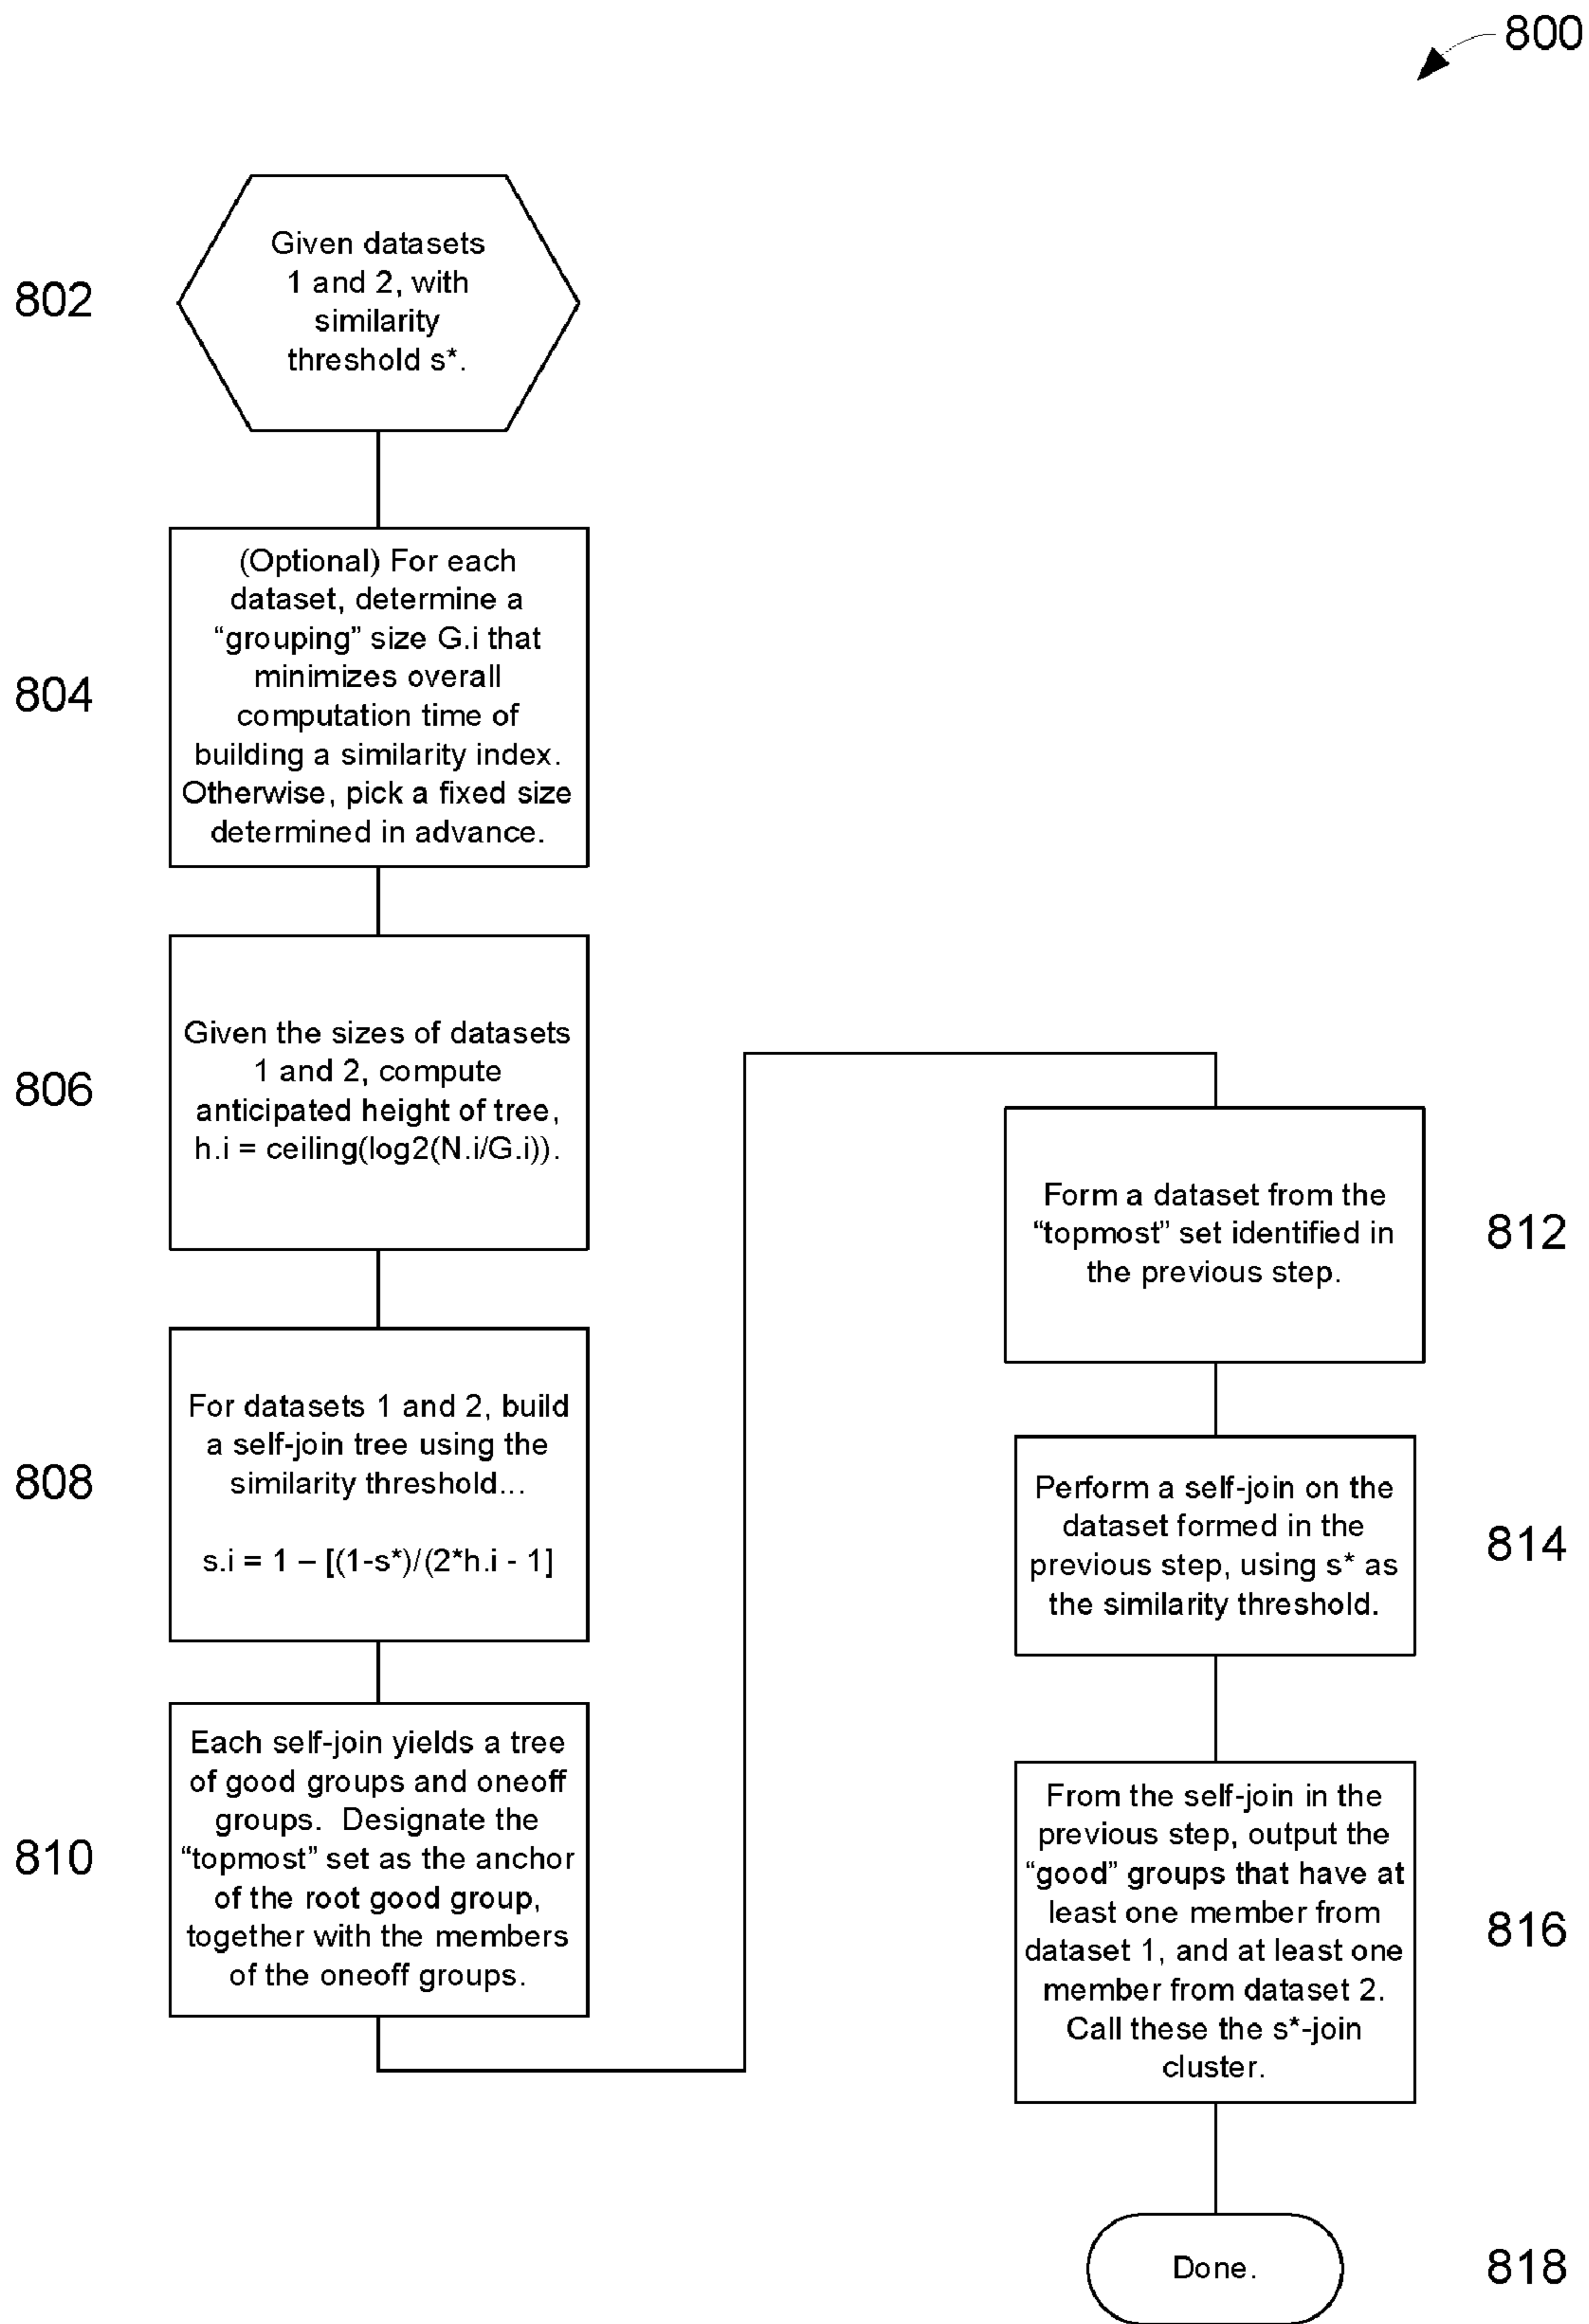 800
802
Given datasets
1 and 2, with
similarity
threshold s*.
804
(Optional) For each
dataset, determine a
“grouping” size G.i that
minimizes overall
computation time of
building a similarity index.
Otherwise, pick a fixed size
determined in advance.
806
Given the sizes of datasets
1 and 2, compute
anticipated height of tree,
h.i = ceiling(log2(N.i/G.i)).
808
For datasets 1 and 2, build
a self-join tree using the
similarity threshold...
s.i = 1 – [(1-s*)/(2*h.i - 1]
810
Each self-join yields a tree
of good groups and oneoff
groups.  Designate the
“topmost” set as the anchor
of the root good group,
together with the members
of the oneoff groups.
Form a dataset from the
“topmost” set identified in
the previous step.
812
Perform a self-join on the
dataset formed in the
previous step, using s* as
the similarity threshold.
814
From the self-join in the
previous step, output the
“good” groups that have at
least one member from
dataset 1, and at least one
member from dataset 2.
Call these the s*-join
cluster.
816
Done.
818